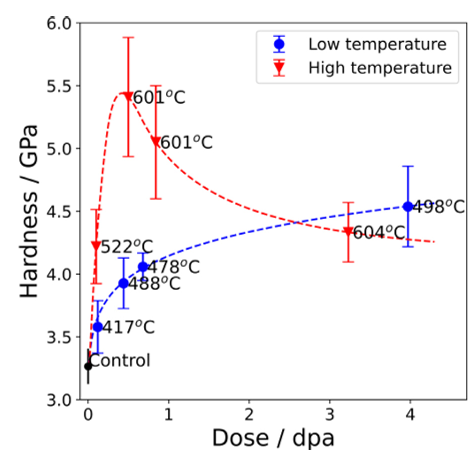 6.0
5.5
5.0
4.5
4.0
3.5
3.0
Hardness / GPa
Low temperature
High temperature
601°C
601°C
498°C
604°C
522°C
478°C
488°C
417°C
Control
0 1 2 3 4
Dose / dpa